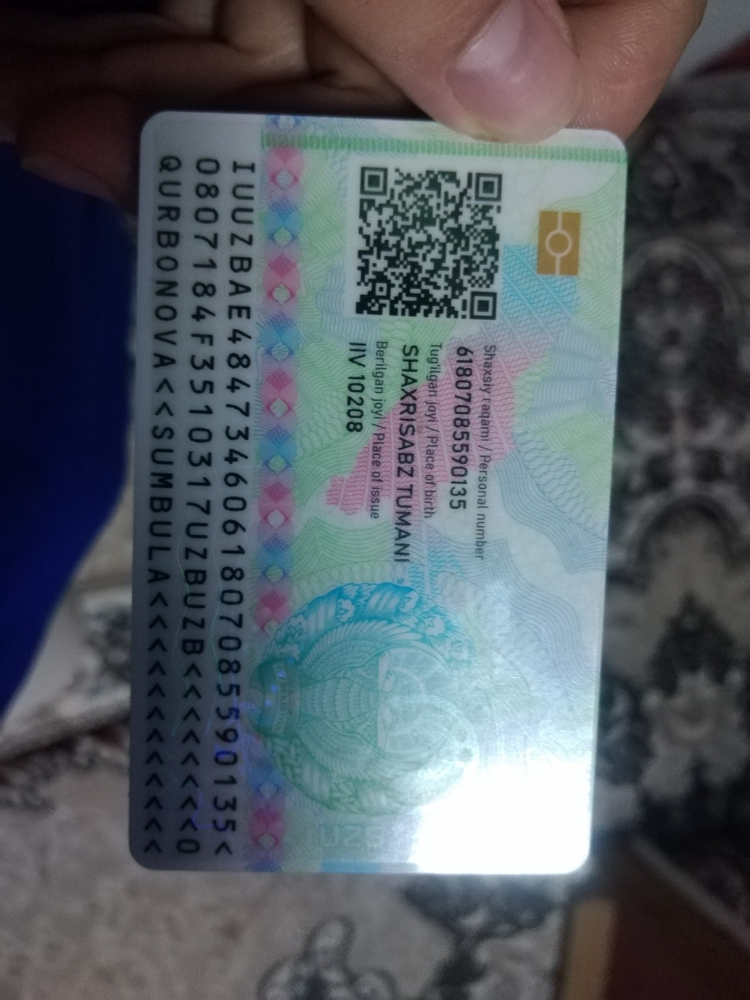 Shaxsiy raqami / Personal number
61807085590135
Tug'ilgan joyi / Place of birth
SHAXRISABZ TUMANI
Berilgan joyi / Place of issue
IIV 10208
UZB
IUUZBAE4847346061807085590135<
0807184F3510317UZBUZB<<<<<<<0
QURBONOVA<<SUMBULA<<<<<<<<<<<<